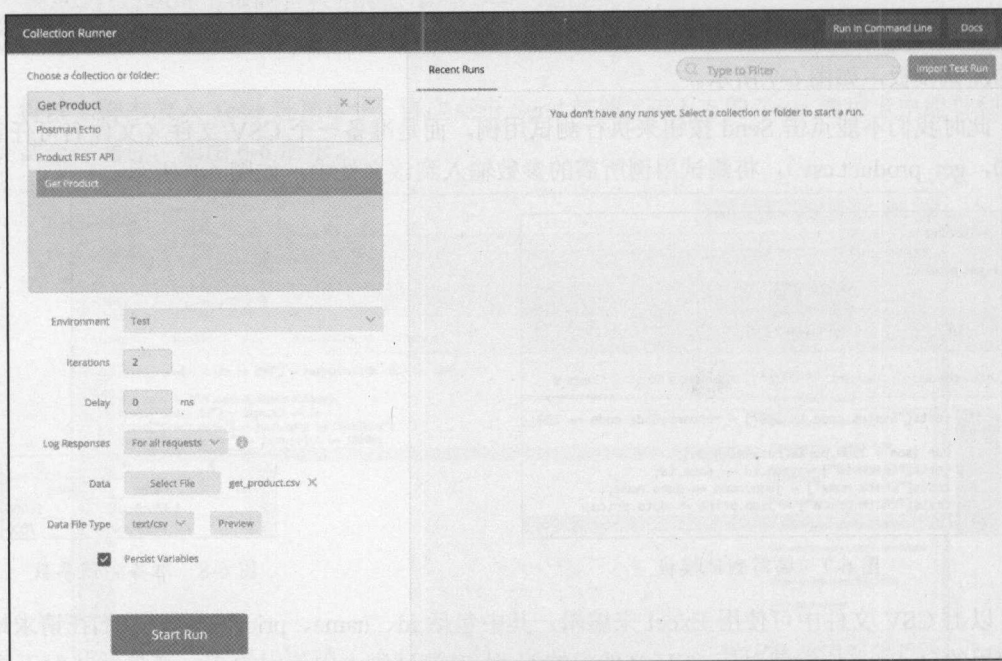 Collection Runner
Run in Command Line
Docs
Choose a collection or folder:
Get Product
Postman Echo
Product REST API
Get Product
Environment
Test
Iterations
2
Delay
0
ms
Log Responses
For all requests
Data
Select File
get_product.csv
Data File Type
text/csv
Preview
Persist Variables
Start Run
Recent Runs
Type to Filter
Import Test Run
You don't have any runs yet. Select a collection or folder to start a run.